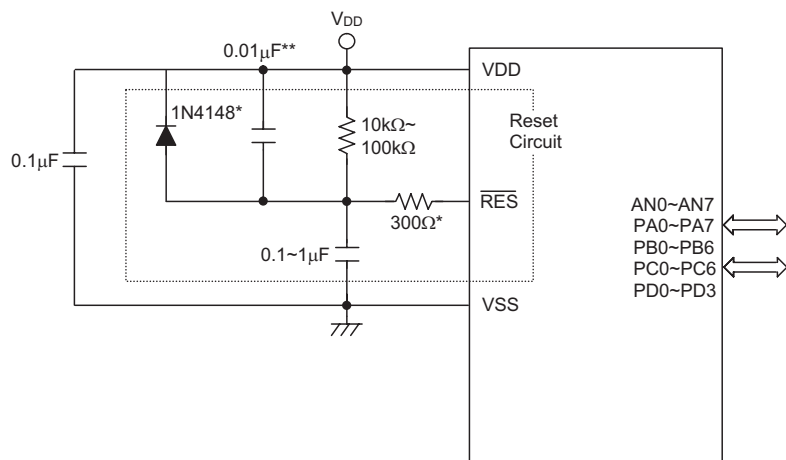 VDD
0.01μF**
VDD
1N4148*
10kΩ~
100kΩ
Reset
Circuit
0.1μF
300Ω*
RES
0.1~1μF
VSS
AN0~AN7
PA0~PA7
PB0~PB6
PC0~PC6
PD0~PD3